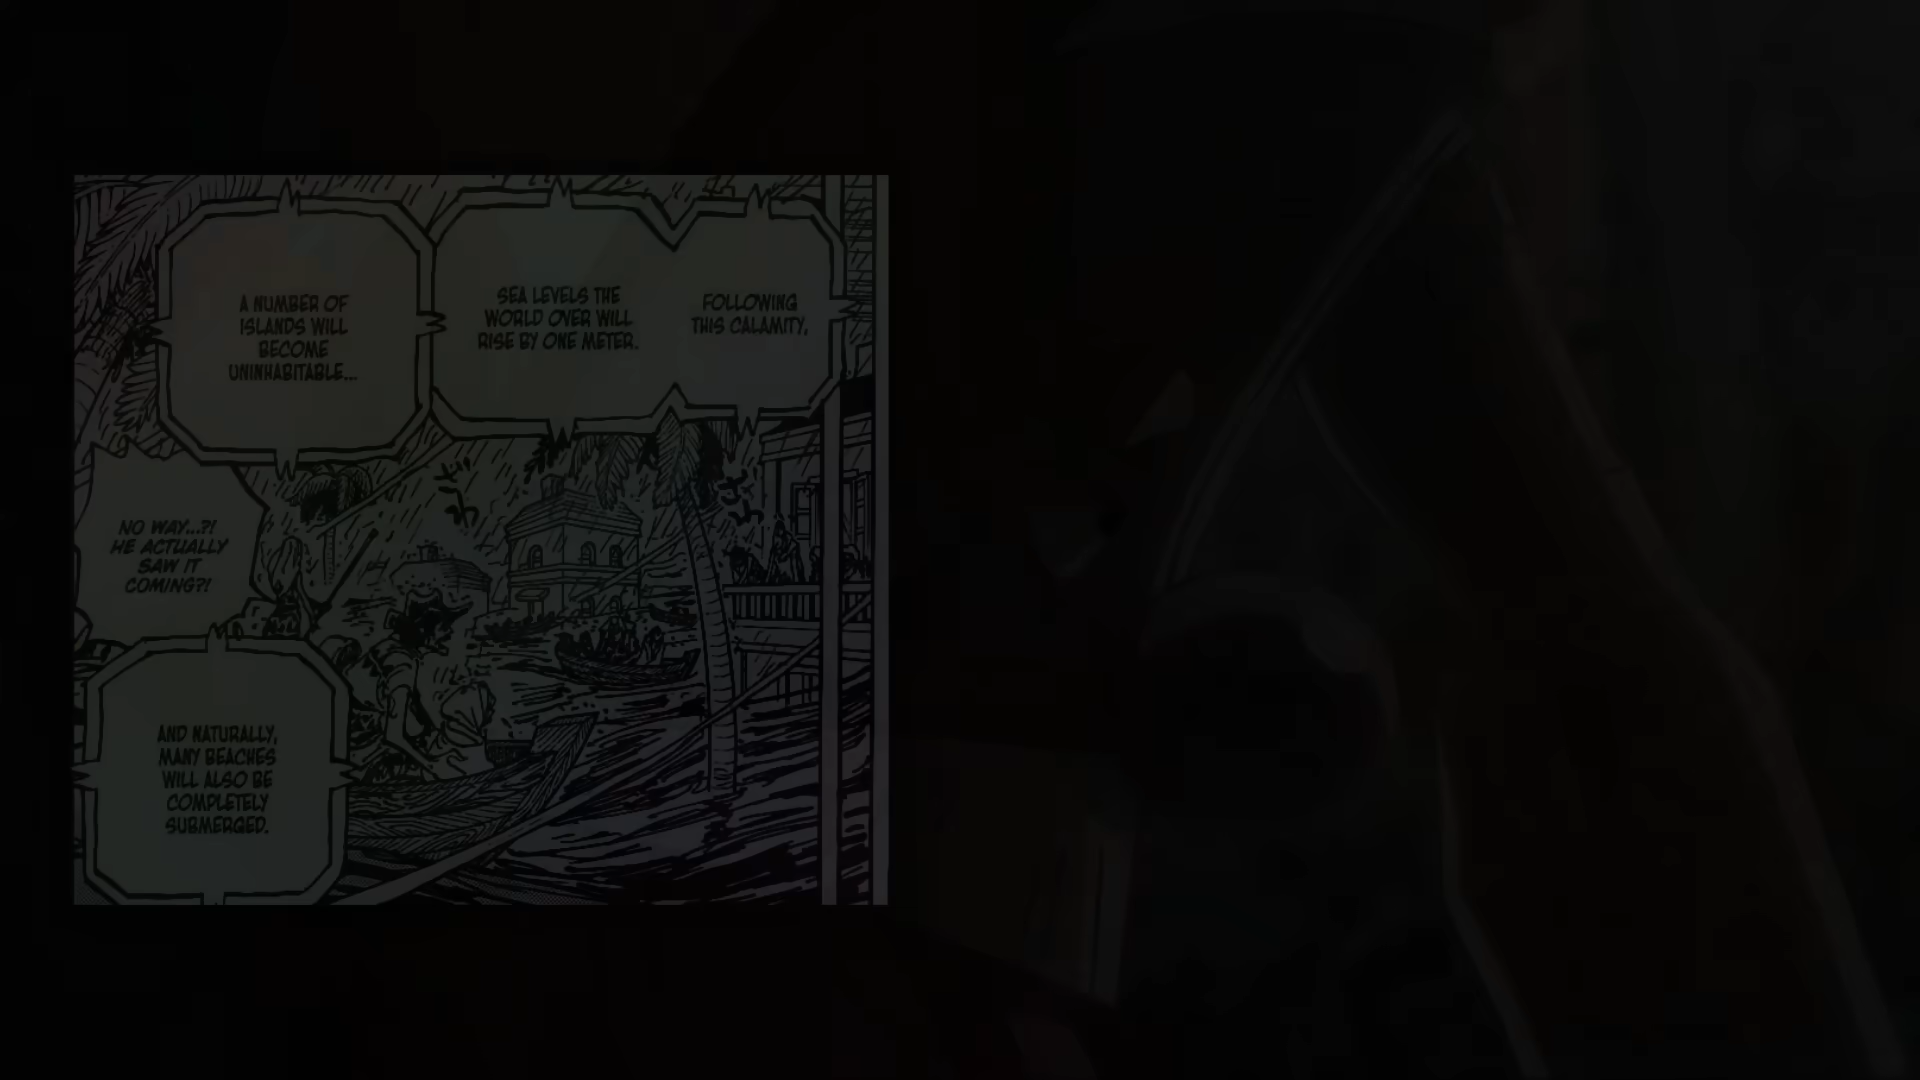 FOLLOWING
THIS CALAMITY,
SEA LEVELS THE
WORLD OVER WILL
RISE BY ONE METER.
A NUMBER OF
ISLANDS WILL
BECOME
UNINHABITABLE...
NO WAY...?!
HE ACTUALLY
SAW IT
COMING?!
AND NATURALLY,
MANY BEACHES
WILL ALSO BE
COMPLETELY
SUBMERGED.